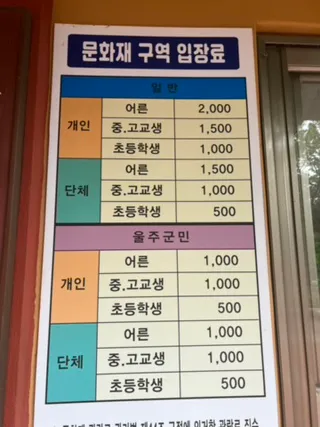 문화재 구역 입장료
일 반
개인
어른 2,000
중.고교생 1,500
초등학생 1,000
단체
어른 1,500
중.고교생 1,000
초등학생 500
울주군민
개인
어른 1,000
중.고교생 1,000
초등학생 500
단체
어른 1,000
중.고교생 1,000
초등학생 500